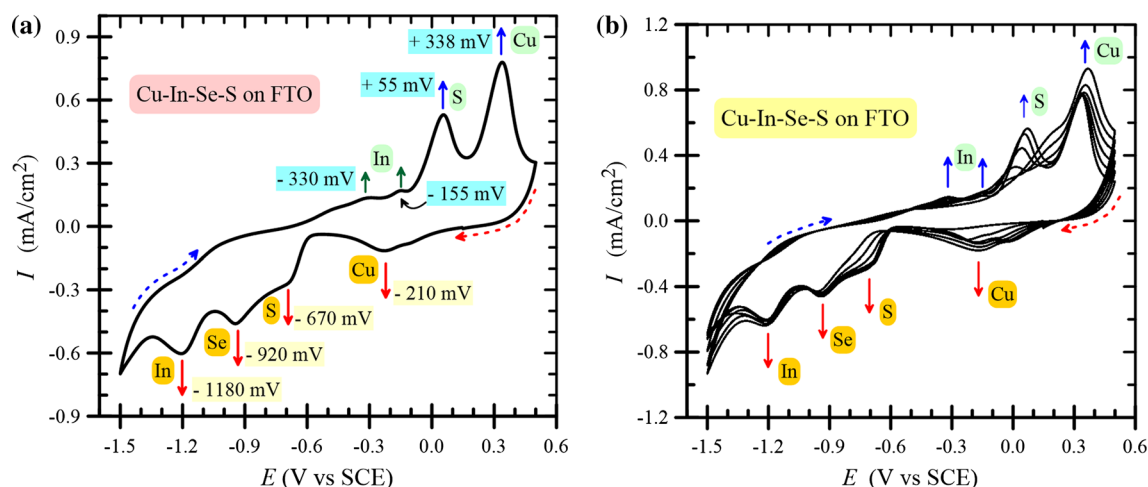 (a)
+ 338 mV
Cu
Cu-In-Se-S on FTO
+ 55 mV
S
In
- 330 mV
- 155 mV
Cu
- 210 mV
S
- 670 mV
Se
- 920 mV
In
- 1180 mV
0.9
0.6
0.3
0.0
-0.3
-0.6
-0.9
I (mA/cm²)
-1.5 -1.2 -0.9 -0.6 -0.3 0.0 0.3 0.6
E (V vs SCE)
(b)
Cu
Cu-In-Se-S on FTO
S
In
Cu
S
Se
In
1.2
0.8
0.4
0.0
-0.4
-0.8
-1.2
I (mA/cm²)
-1.5 -1.2 -0.9 -0.6 -0.3 0.0 0.3 0.6
E (V vs SCE)